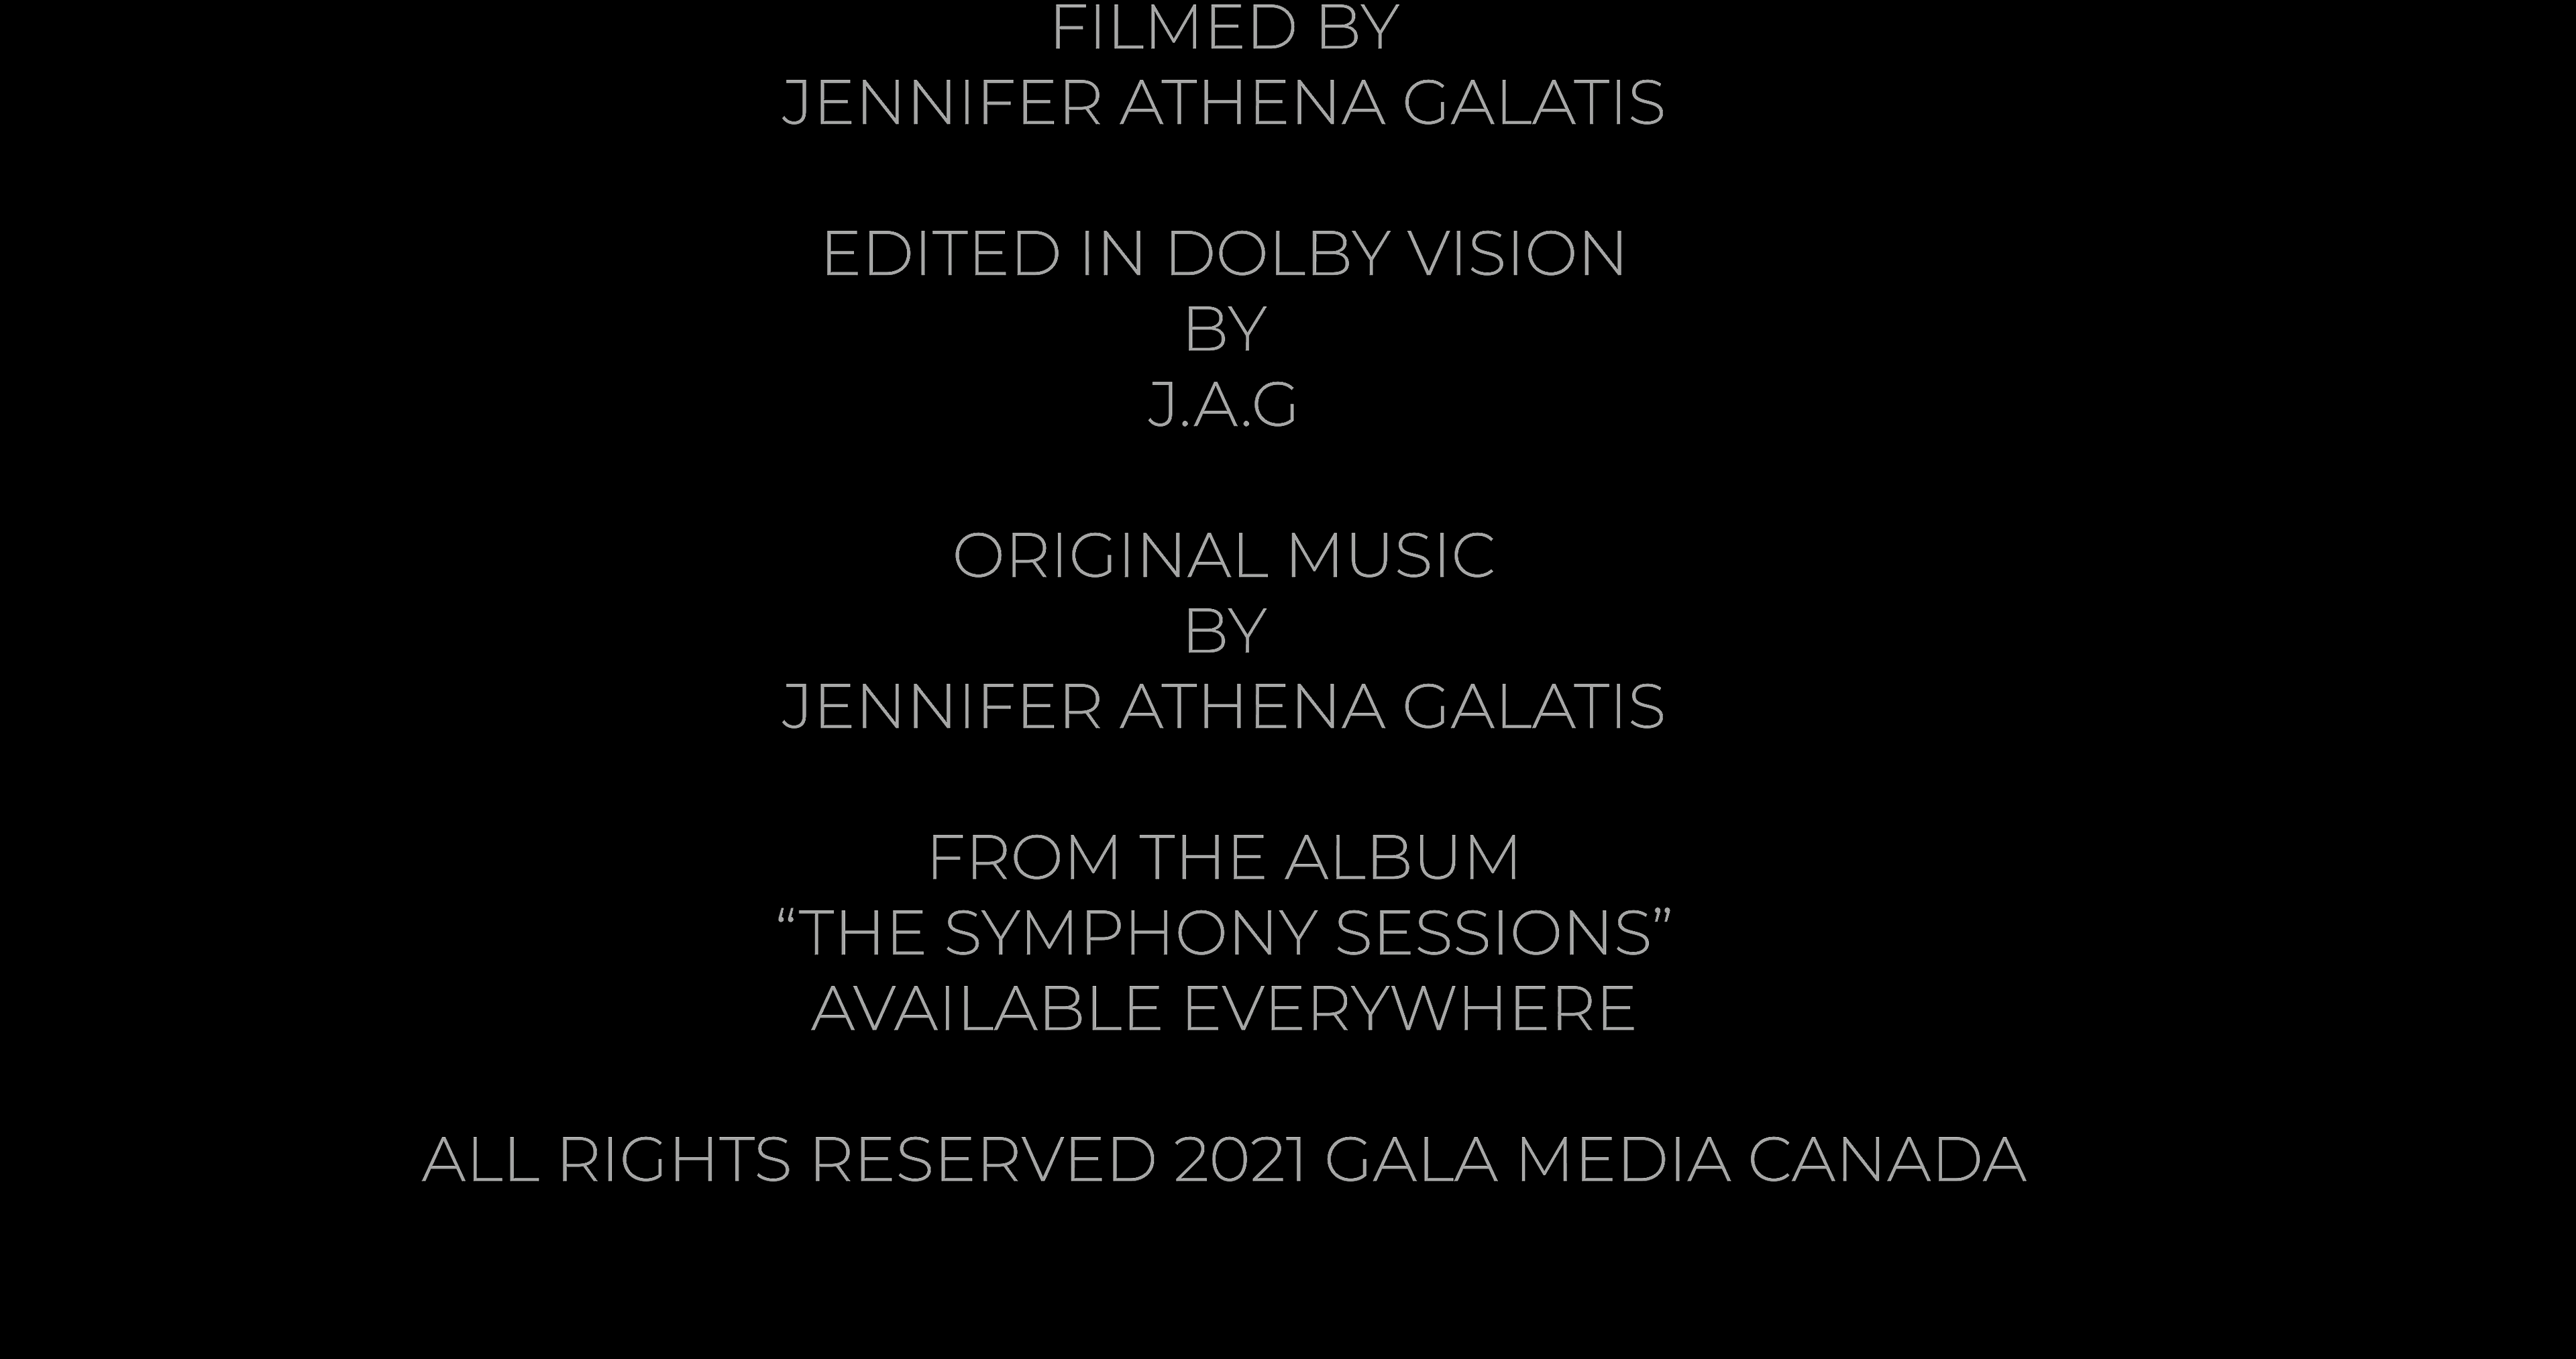 FILMED BY
JENNIFER ATHENA GALATIS
EDITED IN DOLBY VISION
BY
J.A.G
ORIGINAL MUSIC
BY
JENNIFER ATHENA GALATIS
FROM THE ALBUM
“THE SYMPHONY SESSIONS”
AVAILABLE EVERYWHERE
ALL RIGHTS RESERVED 2021 GALA MEDIA CANADA